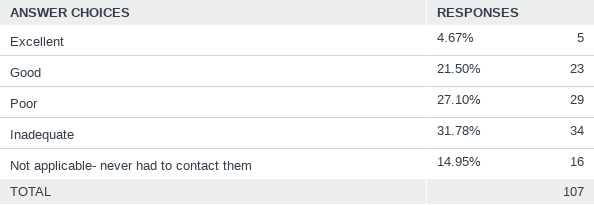 ANSWER CHOICES RESPONSES
Excellent 4.67% 5
Good 21.50% 23
Poor 27.10% 29
Inadequate 31.78% 34
Not applicable- never had to contact them 14.95% 16
TOTAL 107